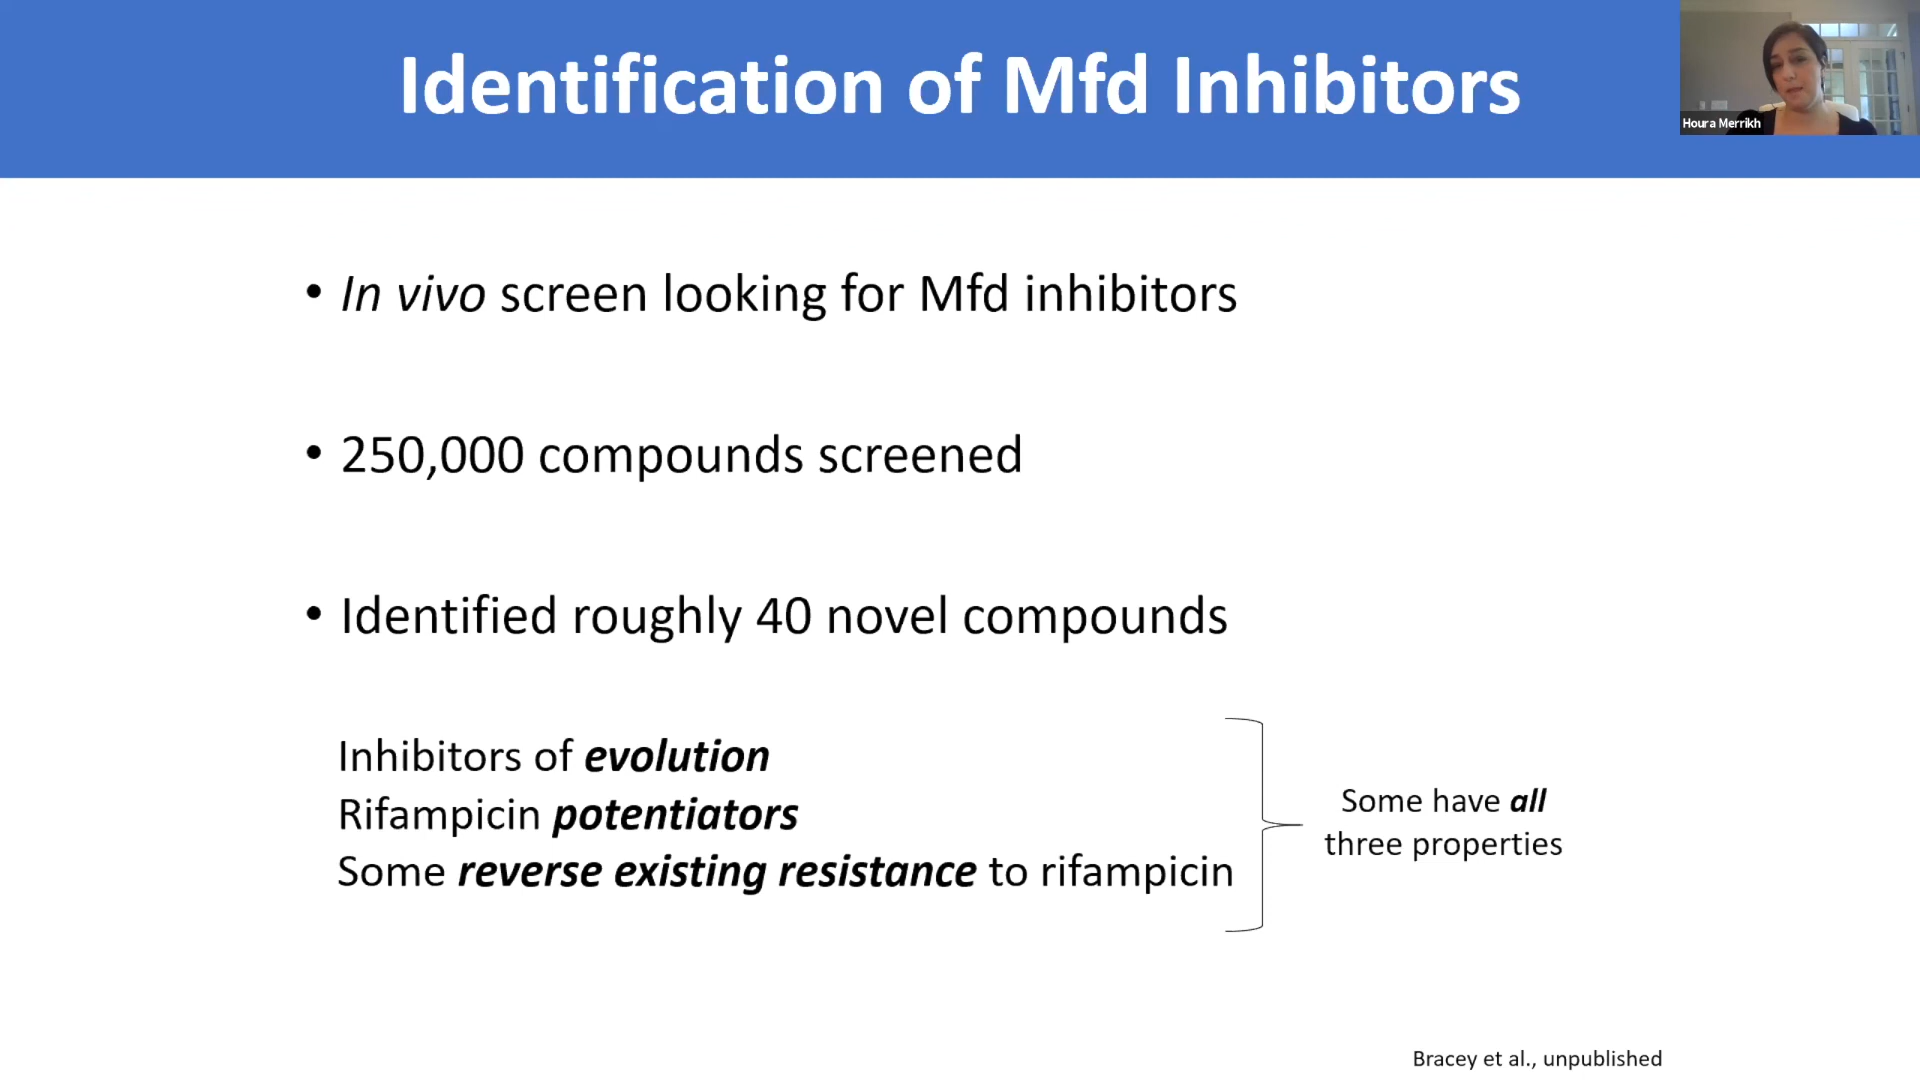 Identification of Mfd Inhibitors
Houra Merrikh
• In vivo screen looking for Mfd inhibitors
• 250,000 compounds screened
• Identified roughly 40 novel compounds
Inhibitors of evolution
Rifampicin potentiators
Some reverse existing resistance to rifampicin
Some have all
three properties
Bracey et al., unpublished